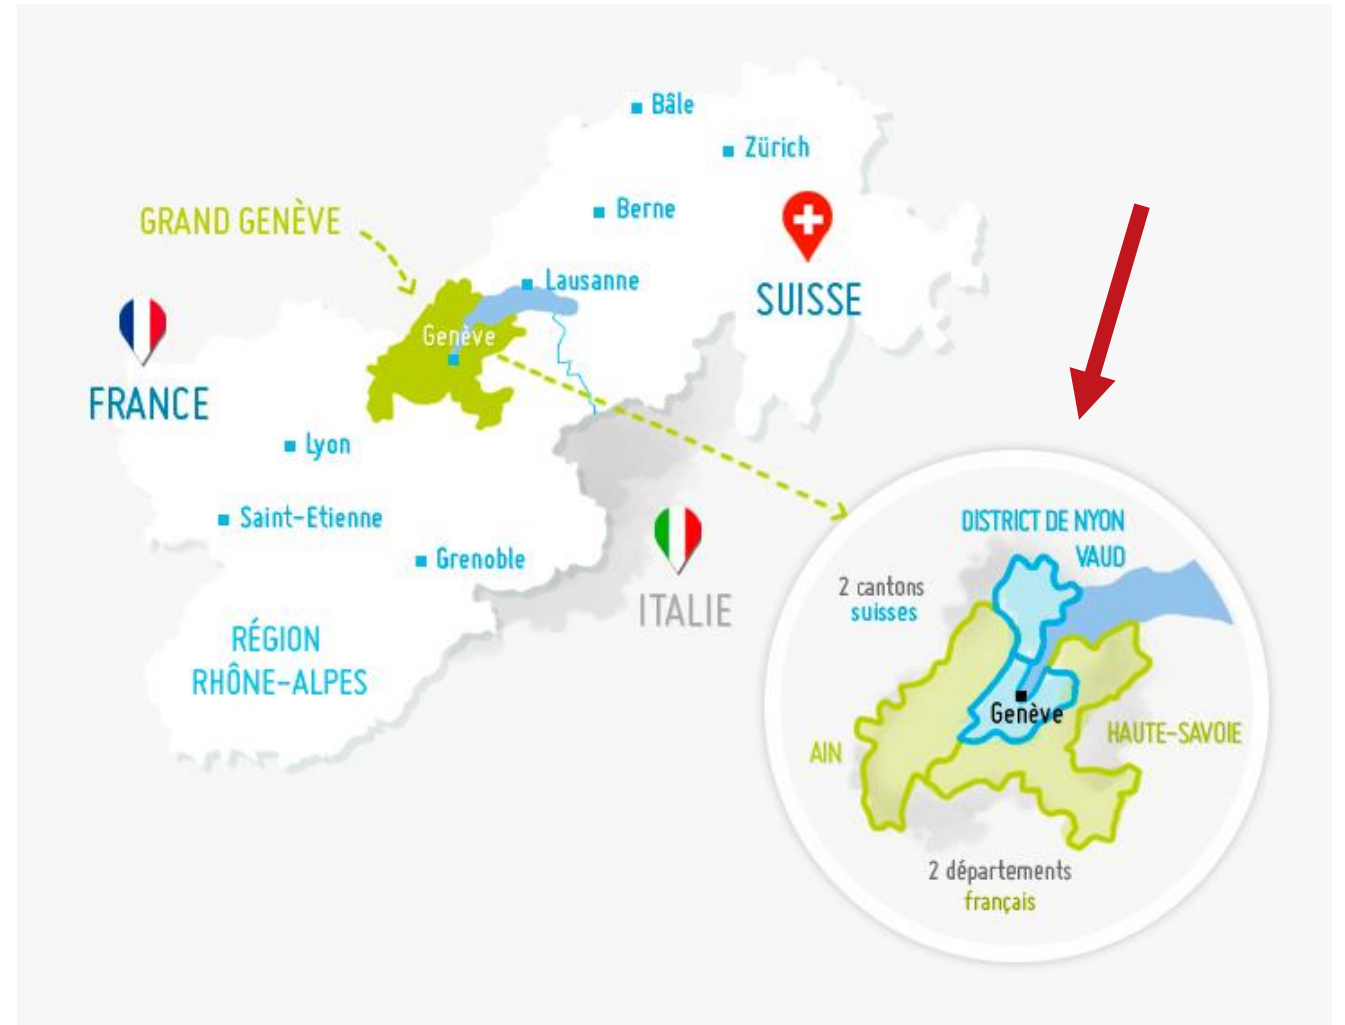 Bâle
Zürich
Berne
GRAND GENÈVE
Lausanne
SUISSE
Genève
FRANCE
Lyon
Saint-Etienne
Grenoble
ITALIE
RÉGION
RHÔNE-ALPES
DISTRICT DE NYON
VAUD
2 cantons
suisses
Genève
HAUTE-SAVOIE
AIN
2 départements
français